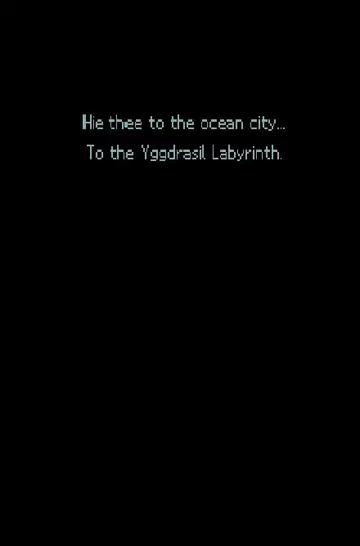 Hie thee to the ocean city...
To the Yggdrasil Labyrinth.